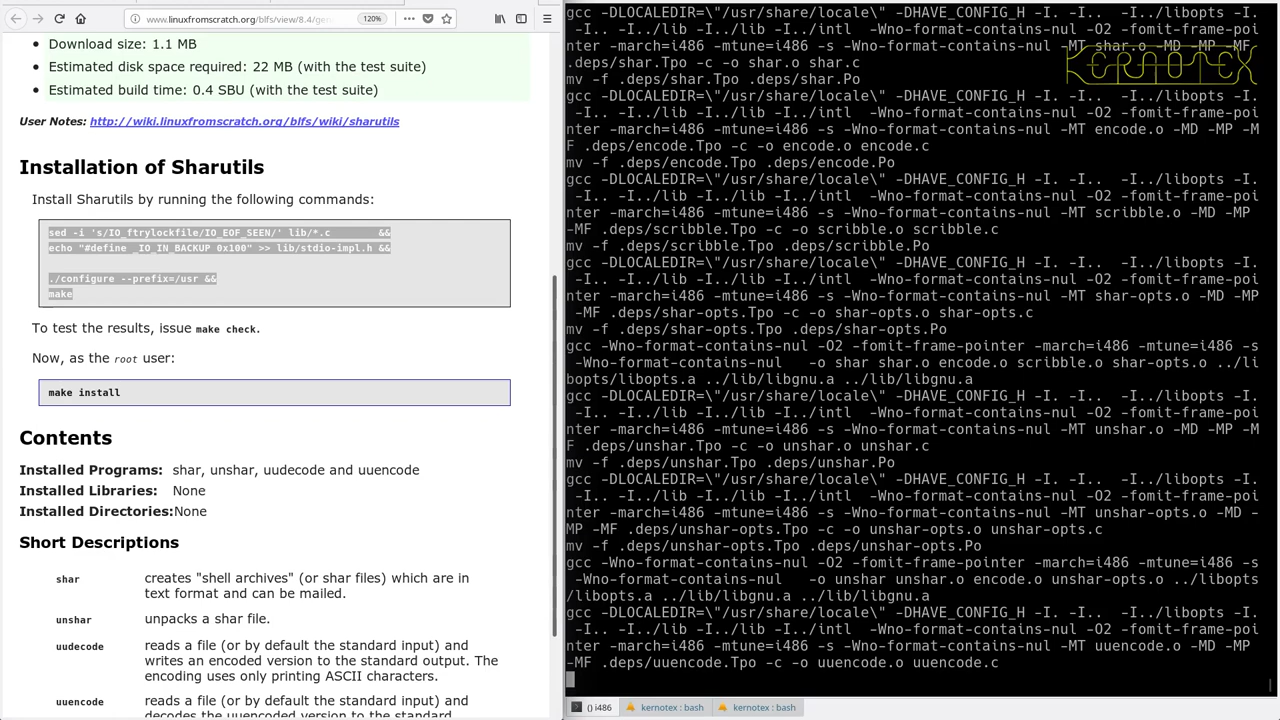 www.linuxfromscratch.org/blfs/view/8.4/gen
120%
Download size: 1.1 MB
Estimated disk space required: 22 MB (with the test suite)
Estimated build time: 0.4 SBU (with the test suite)
User Notes: http://wiki.linuxfromscratch.org/blfs/wiki/sharutils
Installation of Sharutils
Install Sharutils by running the following commands:
sed -i 's/IO_ftrylockfile/IO_EOF_SEEN/' lib/*.c        &&
echo "#define _IO_IN_BACKUP 0x100" >> lib/stdio-impl.h &&
./configure --prefix=/usr &&
make
To test the results, issue make check.
Now, as the root user:
make install
Contents
Installed Programs: shar, unshar, uudecode and uuencode
Installed Libraries: None
Installed Directories:None
Short Descriptions
shar creates "shell archives" (or shar files) which are in
text format and can be mailed.
unshar unpacks a shar file.
uudecode reads a file (or by default the standard input) and
writes an encoded version to the standard output. The
encoding uses only printing ASCII characters.
uuencode reads a file (or by default the standard input) and
decodes the uuencoded version to the standard
gcc -DLOCALEDIR=\"/usr/share/locale\" -DHAVE_CONFIG_H -I. -I..  -I../libopts -I.
 -I.. -I../lib -I../intl  -Wno-format-contains-nul -O2 -fomit-frame-poi
nter -march=i486 -mtune=i486 -s -Wno-format-contains-nul -MT shar.o -MD -MP -MF
.deps/shar.Tpo -c -o shar.o shar.c
mv -f .deps/shar.Tpo .deps/shar.Po
gcc -DLOCALEDIR=\"/usr/share/locale\" -DHAVE_CONFIG_H -I. -I..  -I../libopts -I.
 -I.. -I../lib -I../intl  -Wno-format-contains-nul -O2 -fomit-frame-poi
nter -march=i486 -mtune=i486 -s -Wno-format-contains-nul -MT encode.o -MD -MP -M
F .deps/encode.Tpo -c -o encode.o encode.c
mv -f .deps/encode.Tpo .deps/encode.Po
gcc -DLOCALEDIR=\"/usr/share/locale\" -DHAVE_CONFIG_H -I. -I..  -I../libopts -I.
 -I.. -I../lib -I../intl  -Wno-format-contains-nul -O2 -fomit-frame-poi
nter -march=i486 -mtune=i486 -s -Wno-format-contains-nul -MT scribble.o -MD -MP
-MF .deps/scribble.Tpo -c -o scribble.o scribble.c
mv -f .deps/scribble.Tpo .deps/scribble.Po
gcc -DLOCALEDIR=\"/usr/share/locale\" -DHAVE_CONFIG_H -I. -I..  -I../libopts -I.
 -I.. -I../lib -I../intl  -Wno-format-contains-nul -O2 -fomit-frame-poi
nter -march=i486 -mtune=i486 -s -Wno-format-contains-nul -MT shar-opts.o -MD -MP
 -MF .deps/shar-opts.Tpo -c -o shar-opts.o shar-opts.c
mv -f .deps/shar-opts.Tpo .deps/shar-opts.Po
gcc -Wno-format-contains-nul -O2 -fomit-frame-pointer -march=i486 -mtune=i486 -s
 -Wno-format-contains-nul   -o shar shar.o encode.o scribble.o shar-opts.o ../li
bopts/libopts.a ../lib/libgnu.a ../lib/libgnu.a
gcc -DLOCALEDIR=\"/usr/share/locale\" -DHAVE_CONFIG_H -I. -I..  -I../libopts -I.
 -I.. -I../lib -I../intl  -Wno-format-contains-nul -O2 -fomit-frame-poi
nter -march=i486 -mtune=i486 -s -Wno-format-contains-nul -MT unshar.o -MD -MP -M
F .deps/unshar.Tpo -c -o unshar.o unshar.c
mv -f .deps/unshar.Tpo .deps/unshar.Po
gcc -DLOCALEDIR=\"/usr/share/locale\" -DHAVE_CONFIG_H -I. -I..  -I../libopts -I.
 -I.. -I../lib -I../intl  -Wno-format-contains-nul -O2 -fomit-frame-poi
nter -march=i486 -mtune=i486 -s -Wno-format-contains-nul -MT unshar-opts.o -MD -
MP -MF .deps/unshar-opts.Tpo -c -o unshar-opts.o unshar-opts.c
mv -f .deps/unshar-opts.Tpo .deps/unshar-opts.Po
gcc -Wno-format-contains-nul -O2 -fomit-frame-pointer -march=i486 -mtune=i486 -s
 -Wno-format-contains-nul   -o unshar unshar.o encode.o unshar-opts.o ../libopts
/libopts.a ../lib/libgnu.a ../lib/libgnu.a
gcc -DLOCALEDIR=\"/usr/share/locale\" -DHAVE_CONFIG_H -I. -I..  -I../libopts -I.
 -I.. -I../lib -I../intl  -Wno-format-contains-nul -O2 -fomit-frame-poi
nter -march=i486 -mtune=i486 -s -Wno-format-contains-nul -MT uuencode.o -MD -MP
-MF .deps/uuencode.Tpo -c -o uuencode.o uuencode.c
KERNOTEX
() i486
kernotex : bash
kernotex : bash